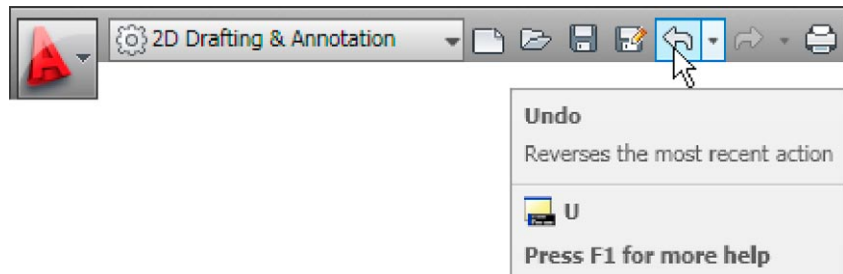 2D Drafting & Annotation
Undo
Reverses the most recent action
U
Press F1 for more help